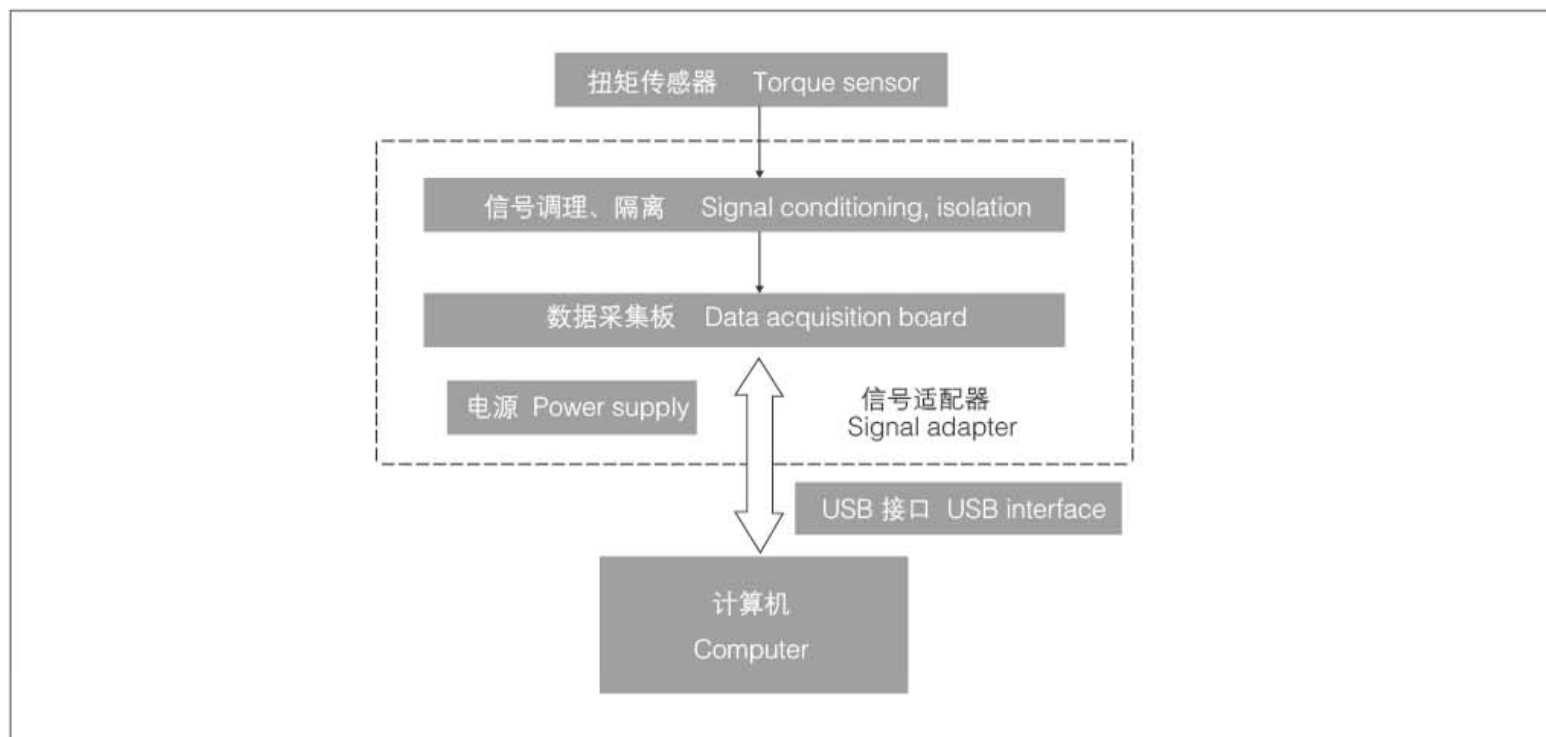 扭矩传感器 Torque sensor
信号调理、隔离 Signal conditioning, isolation
数据采集板 Data acquisition board
电源 Power supply
信号适配器
Signal adapter
USB 接口 USB interface
计算机
Computer